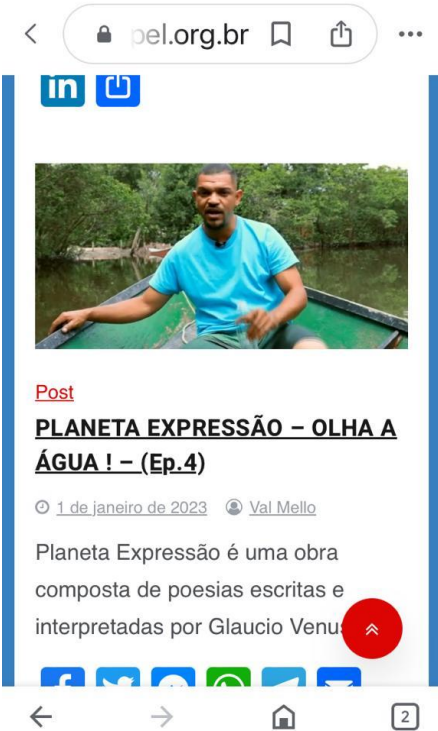 pel.org.br
in
Post
PLANETA EXPRESSÃO – OLHA A
ÁGUA ! – (Ep.4)
1 de janeiro de 2023 Val Mello
Planeta Expressão é uma obra
composta de poesias escritas e
interpretadas por Glaucio Venus
2